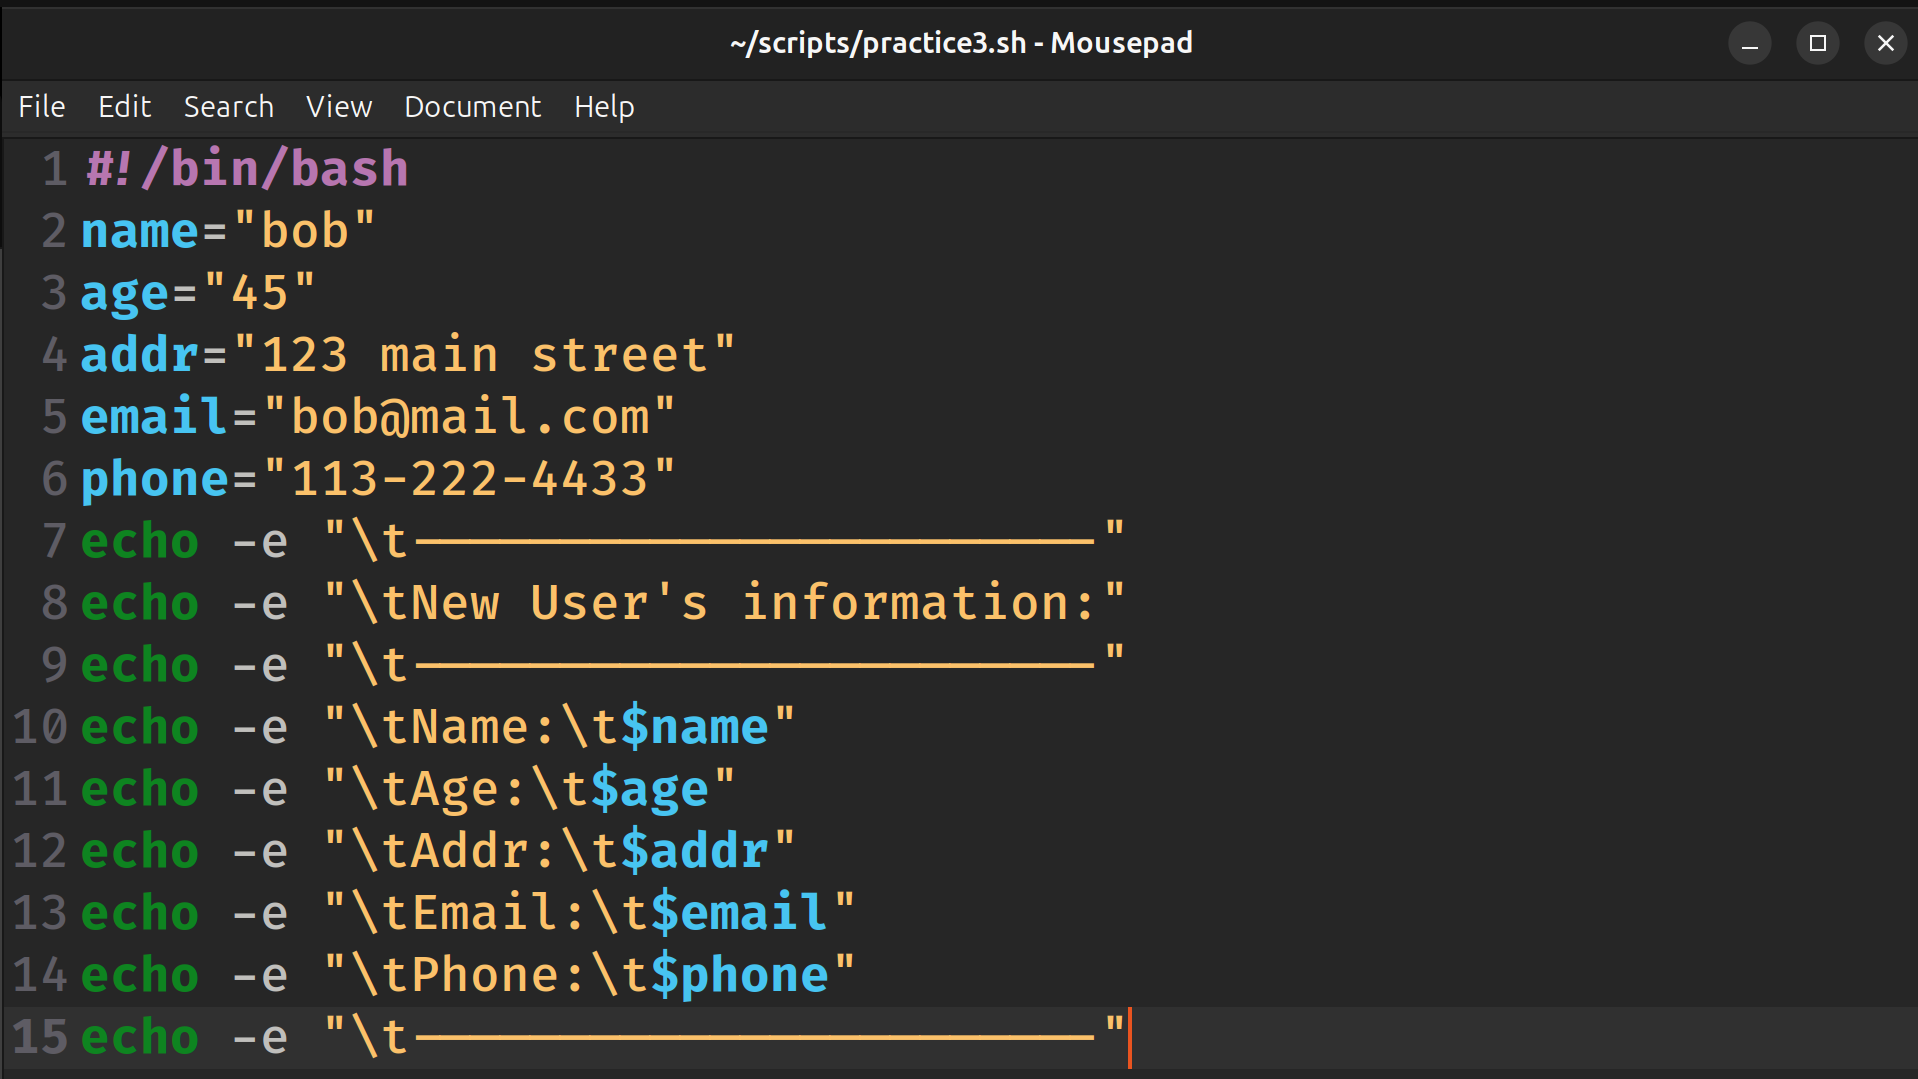 ~/scripts/practice3.sh - Mousepad
File Edit Search View Document Help
1 #!/bin/bash
2 name="bob"
3 age="45"
4 addr="123 main street"
5 email="bob@mail.com"
6 phone="113-222-4433"
7 echo -e "\t-----------------------"
8 echo -e "\tNew User's information:"
9 echo -e "\t-----------------------"
10 echo -e "\tName:\t$name"
11 echo -e "\tAge:\t$age"
12 echo -e "\tAddr:\t$addr"
13 echo -e "\tEmail:\t$email"
14 echo -e "\tPhone:\t$phone"
15 echo -e "\t-----------------------"